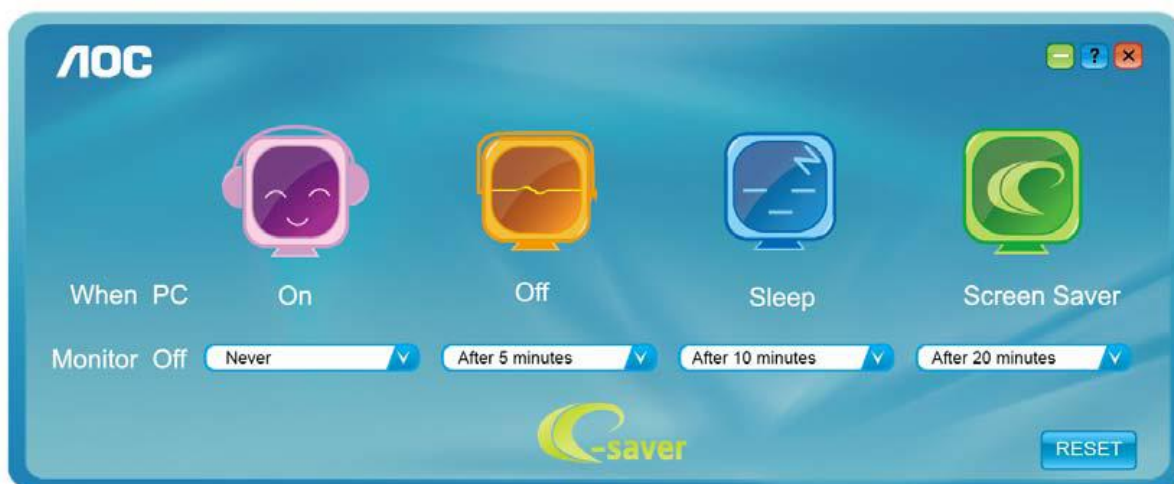 AOC
?
When PC On Off Sleep Screen Saver
Monitor Off Never After 5 minutes After 10 minutes After 20 minutes
e-saver
RESET